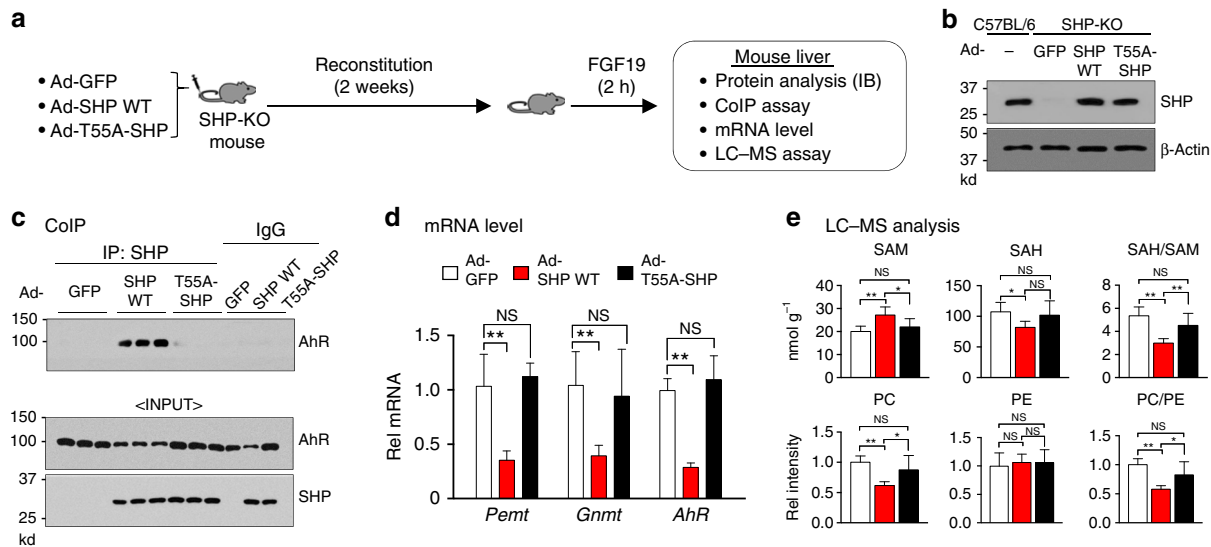 a
• Ad-GFP
• Ad-SHP WT
• Ad-T55A-SHP
SHP-KO
mouse
Reconstitution
(2 weeks)
FGF19
(2 h)
Mouse liver
• Protein analysis (IB)
• CoIP assay
• mRNA level
• LC–MS assay
b
C57BL/6 SHP-KO
Ad- – GFP SHP WT T55A-SHP
37
25
SHP
50
37
β-Actin
kd
c
CoIP
IP: SHP
IgG
Ad- GFP SHP WT T55A-SHP GFP SHP WT T55A-SHP
150
100
AhR
<INPUT>
150
100
AhR
37
25
SHP
kd
d
mRNA level
Ad-GFP
Ad-SHP WT
Ad-T55A-SHP
Rel mRNA
1.5
1.0
0.5
0
NS NS NS
** ** **
Pemt Gnmt AhR
e
LC–MS analysis
SAM
nmol g⁻¹
40
30
20
10
0
NS
** *
SAH
150
100
50
0
NS
* NS
SAH/SAM
8
6
4
2
0
NS
** **
PC
Rel intensity
1.5
1.0
0.5
0.0
NS
** *
PE
1.5
1.0
0.5
0.0
NS
NS NS
PC/PE
1.5
1.0
0.5
0.0
NS
** *